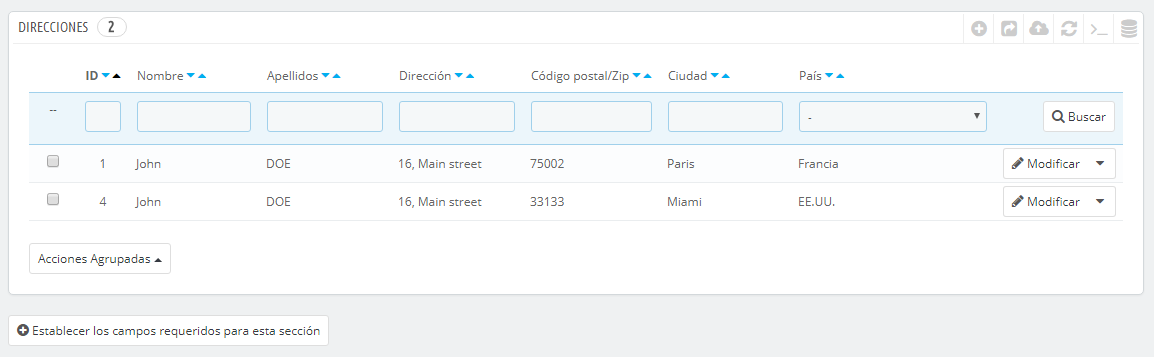 DIRECCIONES 2
ID Nombre Apellidos Dirección Código postal/Zip Ciudad País
-- - Buscar
1 John DOE 16, Main street 75002 Paris Francia Modificar
4 John DOE 16, Main street 33133 Miami EE.UU. Modificar
Acciones Agrupadas
Establecer los campos requeridos para esta sección